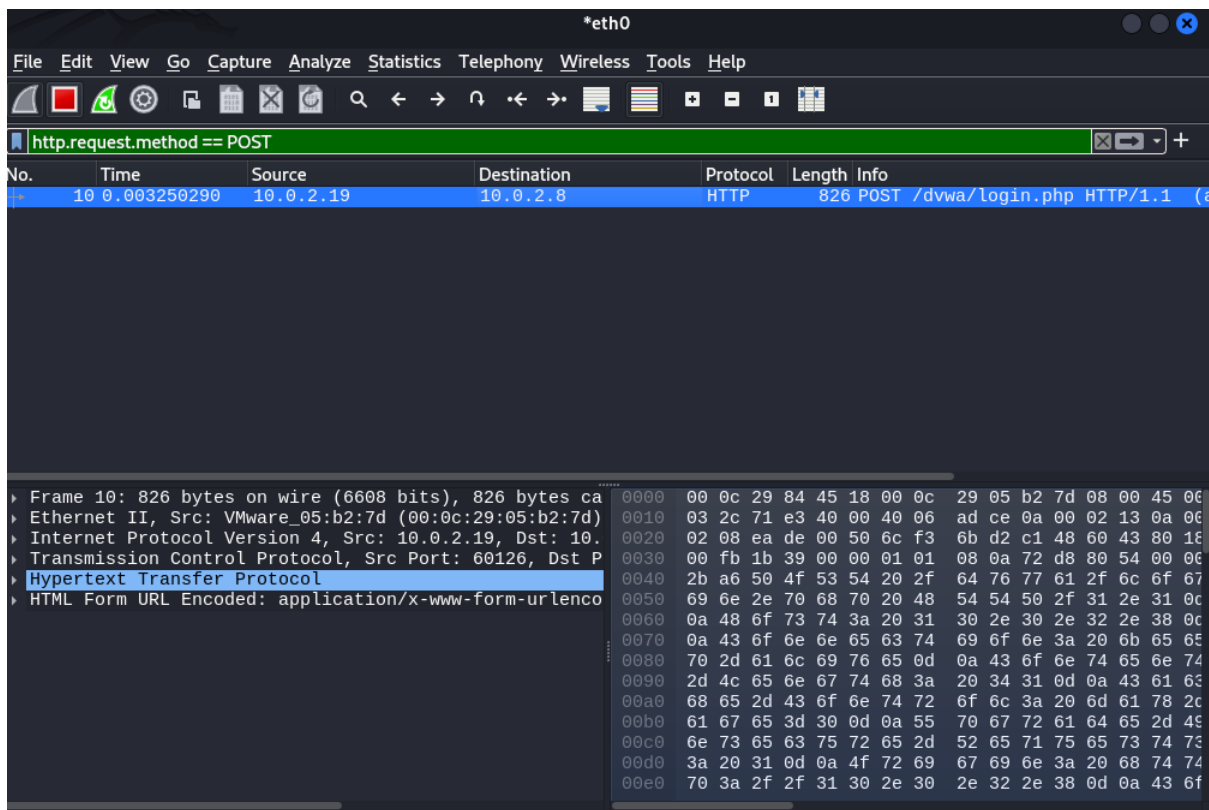 *eth0
File Edit View Go Capture Analyze Statistics Telephony Wireless Tools Help
http.request.method == POST
No. Time Source Destination Protocol Length Info
10 0.003250290 10.0.2.19 10.0.2.8 HTTP 826 POST /dvwa/login.php HTTP/1.1 (a
Frame 10: 826 bytes on wire (6608 bits), 826 bytes ca
Ethernet II, Src: VMware_05:b2:7d (00:0c:29:05:b2:7d)
Internet Protocol Version 4, Src: 10.0.2.19, Dst: 10.
Transmission Control Protocol, Src Port: 60126, Dst P
Hypertext Transfer Protocol
HTML Form URL Encoded: application/x-www-form-urlenco
0000 00 0c 29 84 45 18 00 0c 29 05 b2 7d 08 00 45 00
0010 03 2c 71 e3 40 00 40 06 ad ce 0a 00 02 13 0a 00
0020 02 08 ea de 00 50 6c f3 6b d2 c1 48 60 43 80 18
0030 00 fb 1b 39 00 00 01 01 08 0a 72 d8 80 54 00 00
0040 2b a6 50 4f 53 54 20 2f 64 76 77 61 2f 6c 6f 67
0050 69 6e 2e 70 68 70 20 48 54 54 50 2f 31 2e 31 0d
0060 0a 48 6f 73 74 3a 20 31 30 2e 30 2e 32 2e 38 0d
0070 0a 43 6f 6e 6e 65 63 74 69 6f 6e 3a 20 6b 65 65
0080 70 2d 61 6c 69 76 65 0d 0a 43 6f 6e 74 65 6e 74
0090 2d 4c 65 6e 67 74 68 3a 20 34 31 0d 0a 43 61 63
00a0 68 65 2d 43 6f 6e 74 72 6f 6c 3a 20 6d 61 78 2d
00b0 61 67 65 3d 30 0d 0a 55 70 67 72 61 64 65 2d 49
00c0 6e 73 65 63 75 72 65 2d 52 65 71 75 65 73 74 73
00d0 3a 20 31 0d 0a 4f 72 69 67 69 6e 3a 20 68 74 74
00e0 70 3a 2f 2f 31 30 2e 30 2e 32 2e 38 0d 0a 43 6f